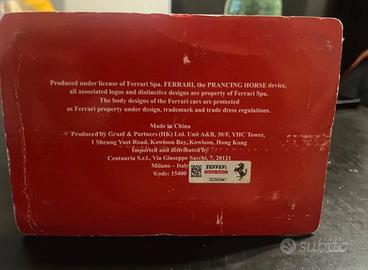 Produced under license of Ferrari Spa. FERRARI, the PRANCING HORSE device,
all associated logos and distinctive designs are property of Ferrari Spa.
The body designs of the Ferrari cars are protected
as Ferrari property under design, trademark and trade dress regulations.
Made in China
Produced by Grant & Partners (HK) Ltd. Unit A&B, 30/F, YHC Tower,
1 Sheung Yuet Road, Kowloon Bay, Kowloon, Hong Kong
Imported and distributed by
Centauria S.r.l., Via Giuseppe Sacchi, 7, 20121
Milano – Italy
Code: 15400
FERRARI
subito